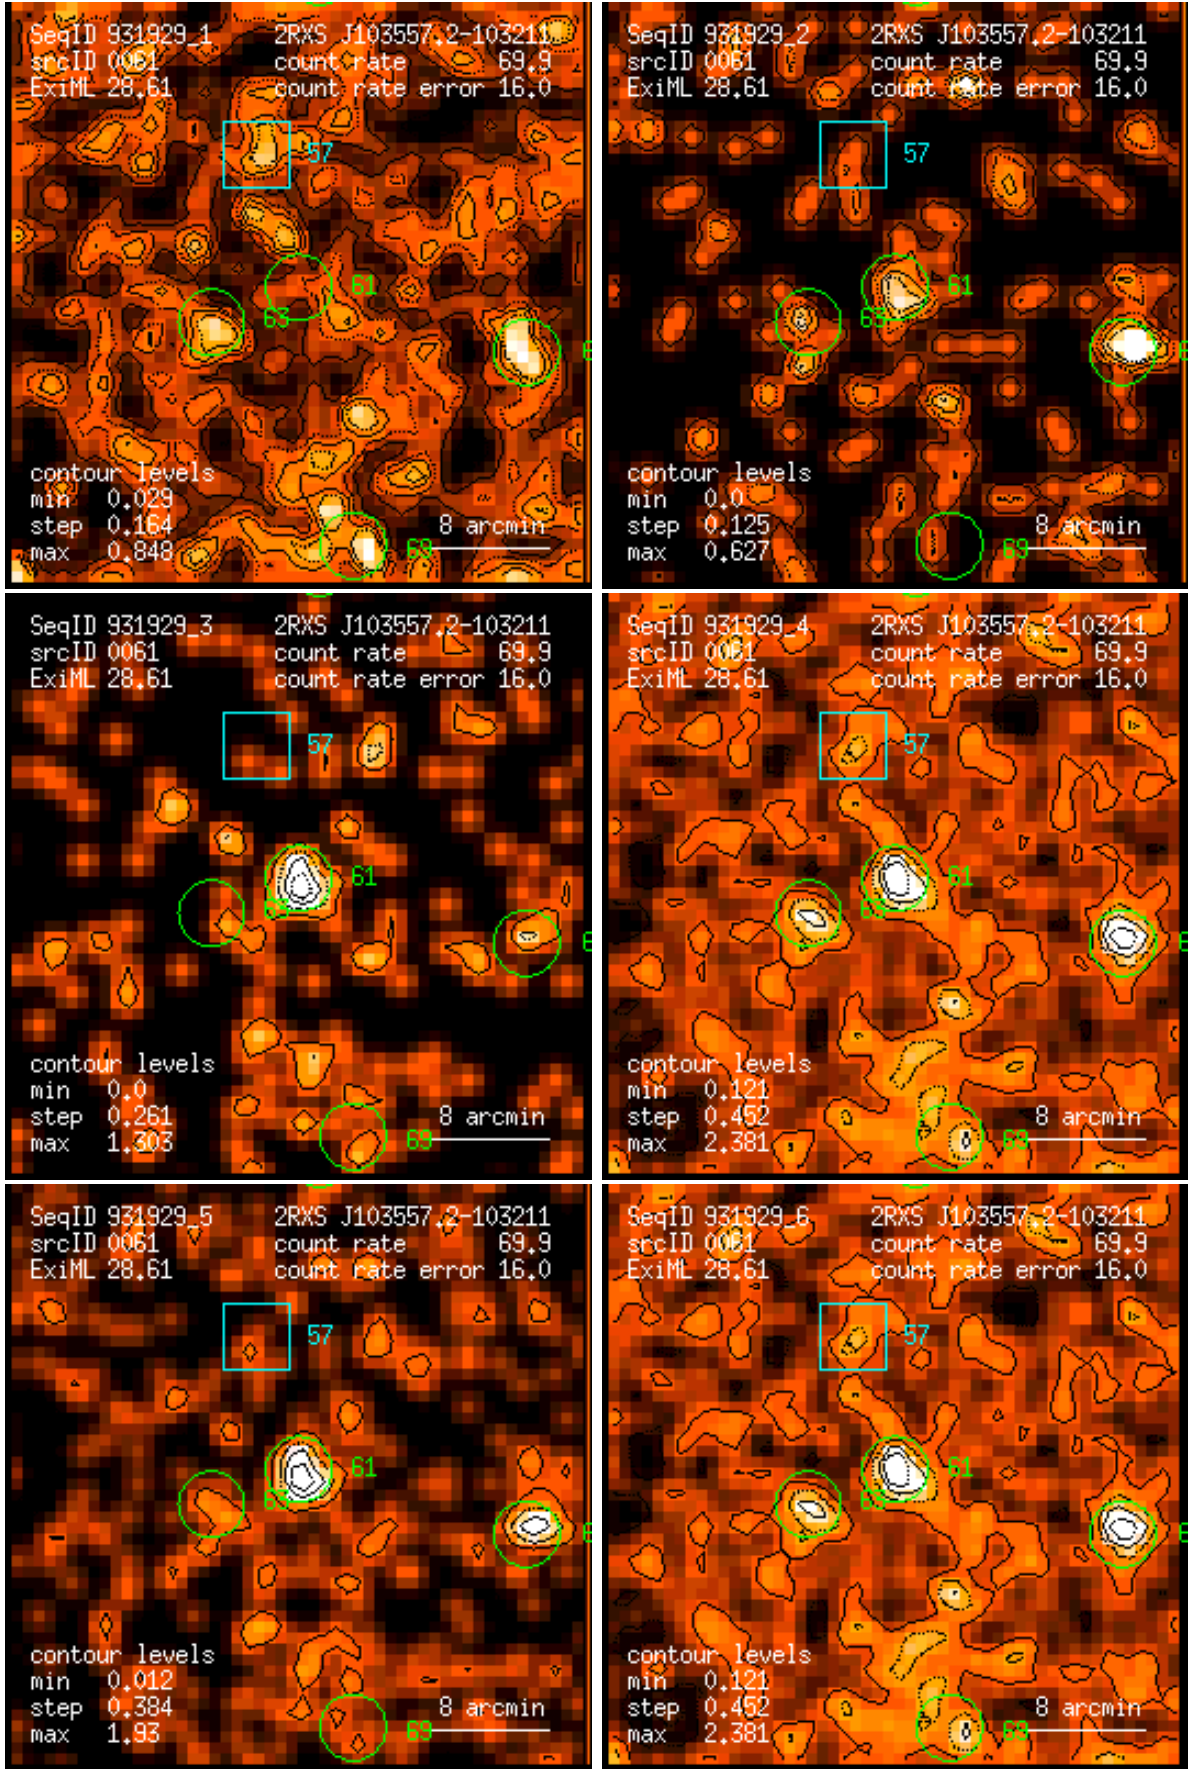 SeqID 931929_1 2RXS J103557.2-103211
srcID 0061 count rate 69.9
ExiML 28.61 count rate error 16.0
57
61
63
6
contour levels
min 0.029
step 0.164 8 arcmin
max 0.848 69
SeqID 931929_2 2RXS J103557.2-103211
srcID 0061 count rate 69.9
ExiML 28.61 count rate error 16.0
57
61
63
6
contour levels
min 0.0
step 0.125 8 arcmin
max 0.627 69
SeqID 931929_3 2RXS J103557.2-103211
srcID 0061 count rate 69.9
ExiML 28.61 count rate error 16.0
57
61
63
6
contour levels
min 0.0
step 0.261 8 arcmin
max 1.303 69
SeqID 931929_4 2RXS J103557.2-103211
srcID 0061 count rate 69.9
ExiML 28.61 count rate error 16.0
57
61
63
6
contour levels
min 0.121
step 0.452 8 arcmin
max 2.381 69
SeqID 931929_5 2RXS J103557.2-103211
srcID 0061 count rate 69.9
ExiML 28.61 count rate error 16.0
57
61
63
6
contour levels
min 0.012
step 0.384 8 arcmin
max 1.93 69
SeqID 931929_6 2RXS J103557.2-103211
srcID 0061 count rate 69.9
ExiML 28.61 count rate error 16.0
57
61
63
6
contour levels
min 0.121
step 0.452 8 arcmin
max 2.381 69